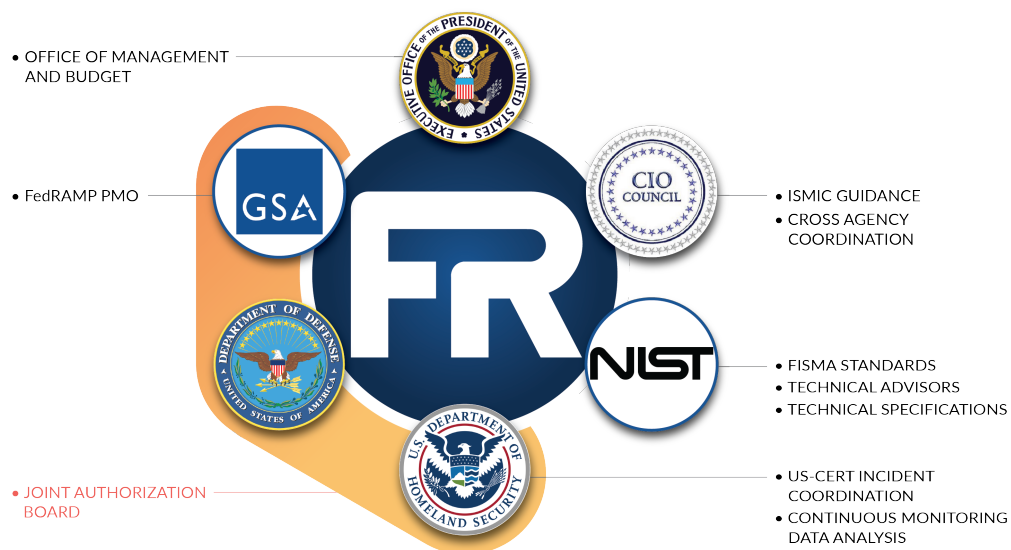 • OFFICE OF MANAGEMENT
AND BUDGET
EXECUTIVE OFFICE OF THE PRESIDENT OF THE UNITED STATES
GSA
• FedRAMP PMO
CIO
COUNCIL
• ISMIC GUIDANCE
• CROSS AGENCY
COORDINATION
FR
DEPARTMENT OF DEFENSE
UNITED STATES OF AMERICA
NIST
• FISMA STANDARDS
• TECHNICAL ADVISORS
• TECHNICAL SPECIFICATIONS
U.S. DEPARTMENT OF
HOMELAND SECURITY
• US-CERT INCIDENT
COORDINATION
• CONTINUOUS MONITORING
DATA ANALYSIS
• JOINT AUTHORIZATION
BOARD